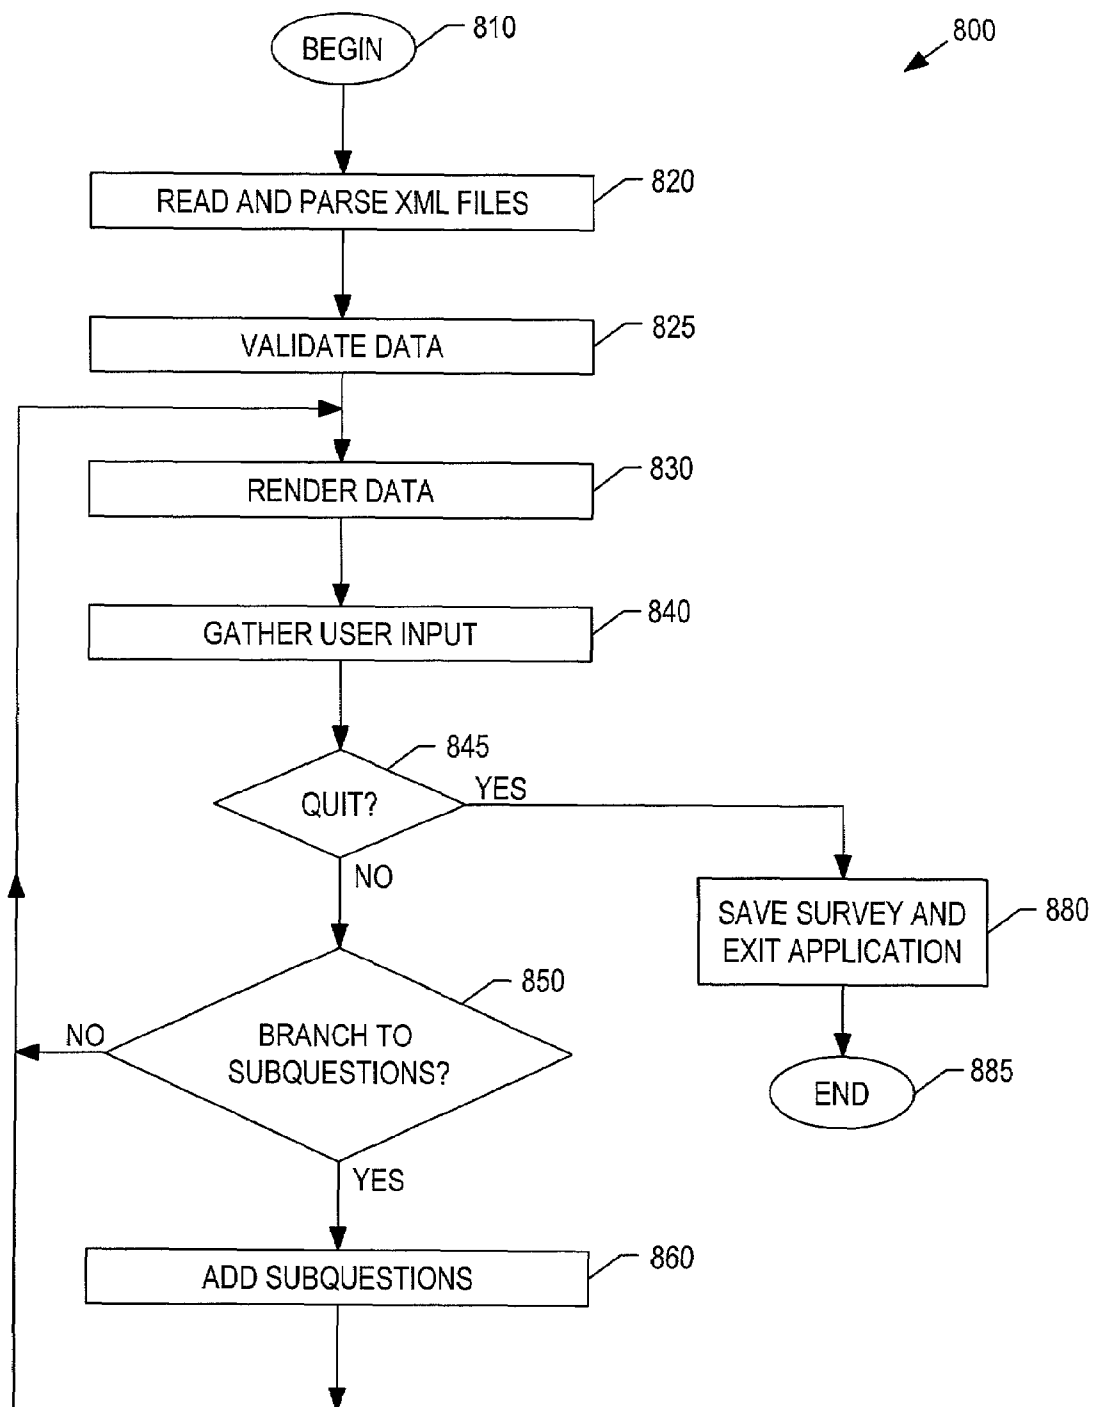 BEGIN
810
800
READ AND PARSE XML FILES
820
VALIDATE DATA
825
RENDER DATA
830
GATHER USER INPUT
840
845
QUIT?
YES
NO
SAVE SURVEY AND
EXIT APPLICATION
880
850
NO
BRANCH TO
SUBQUESTIONS?
END
885
YES
ADD SUBQUESTIONS
860